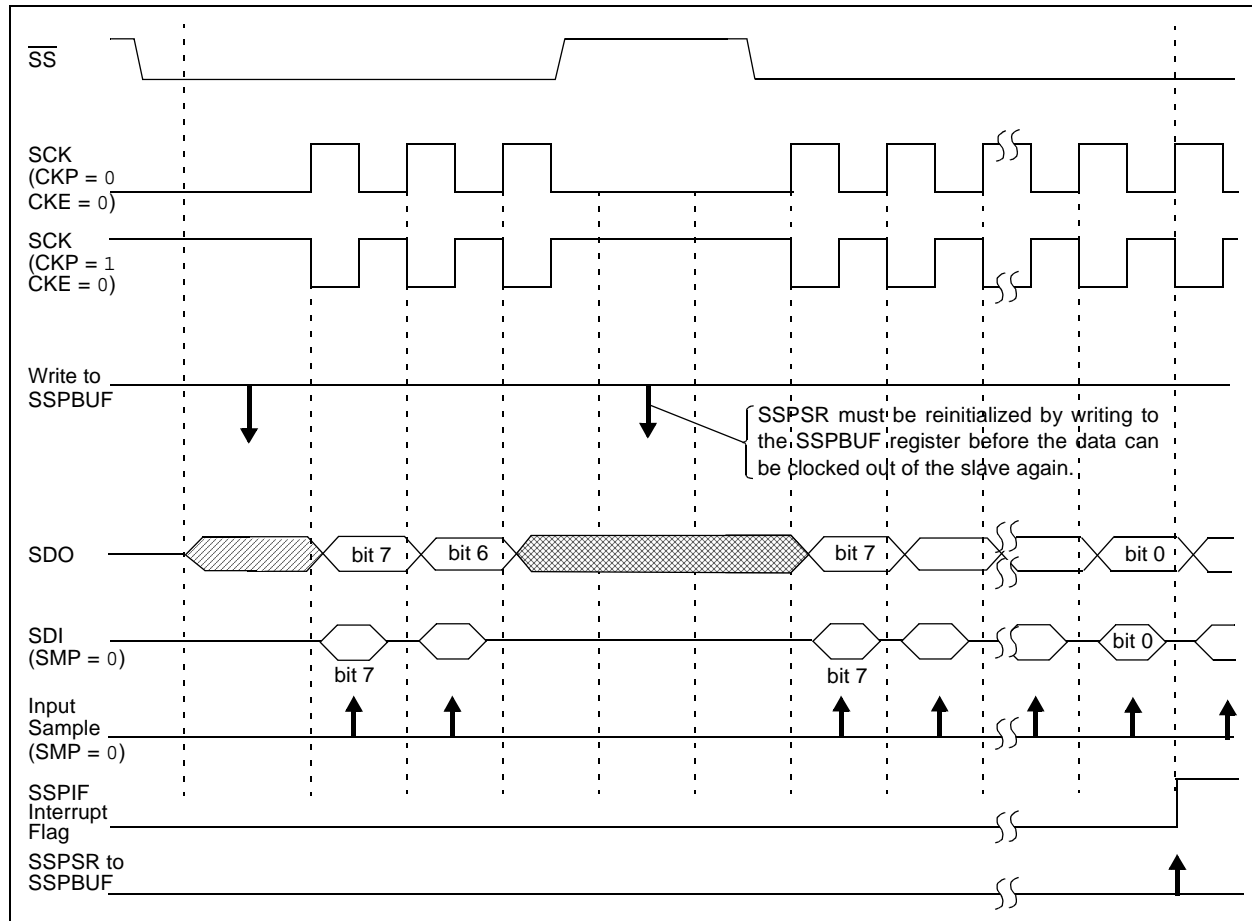 SS
SCK
(CKP = 0
CKE = 0)
SCK
(CKP = 1
CKE = 0)
Write to
SSPBUF
SSPSR must be reinitialized by writing to
the SSPBUF register before the data can
be clocked out of the slave again.
SDO
bit 7
bit 6
bit 7
bit 0
SDI
(SMP = 0)
bit 7
bit 7
bit 0
Input
Sample
(SMP = 0)
SSPIF
Interrupt
Flag
SSPSR to
SSPBUF